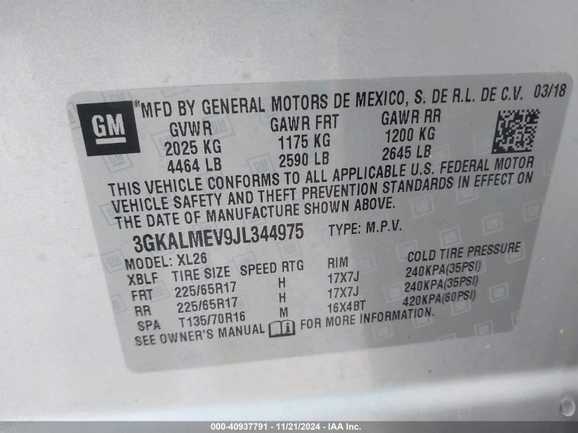 GM
*MFD BY GENERAL MOTORS DE MEXICO, S. DE R.L. DE C.V. 03/18
GVWR GAWR FRT GAWR RR
2025 KG 1175 KG 1200 KG
4464 LB 2590 LB 2645 LB
THIS VEHICLE CONFORMS TO ALL APPLICABLE U.S. FEDERAL MOTOR
VEHICLE SAFETY AND THEFT PREVENTION STANDARDS IN EFFECT ON
THE DATE OF MANUFACTURE SHOWN ABOVE.
3GKALMEV9JL344975 TYPE: M.P.V.
MODEL: XL26
XBLF TIRE SIZE SPEED RTG RIM COLD TIRE PRESSURE
FRT 225/65R17 H 17X7J 240KPA(35PSI)
RR 225/65R17 H 17X7J 240KPA(35PSI)
SPA T135/70R16 M 16X4BT 420KPA(60PSI)
SEE OWNER'S MANUAL FOR MORE INFORMATION.
000-40937791 - 11/21/2024 - IAA Inc.